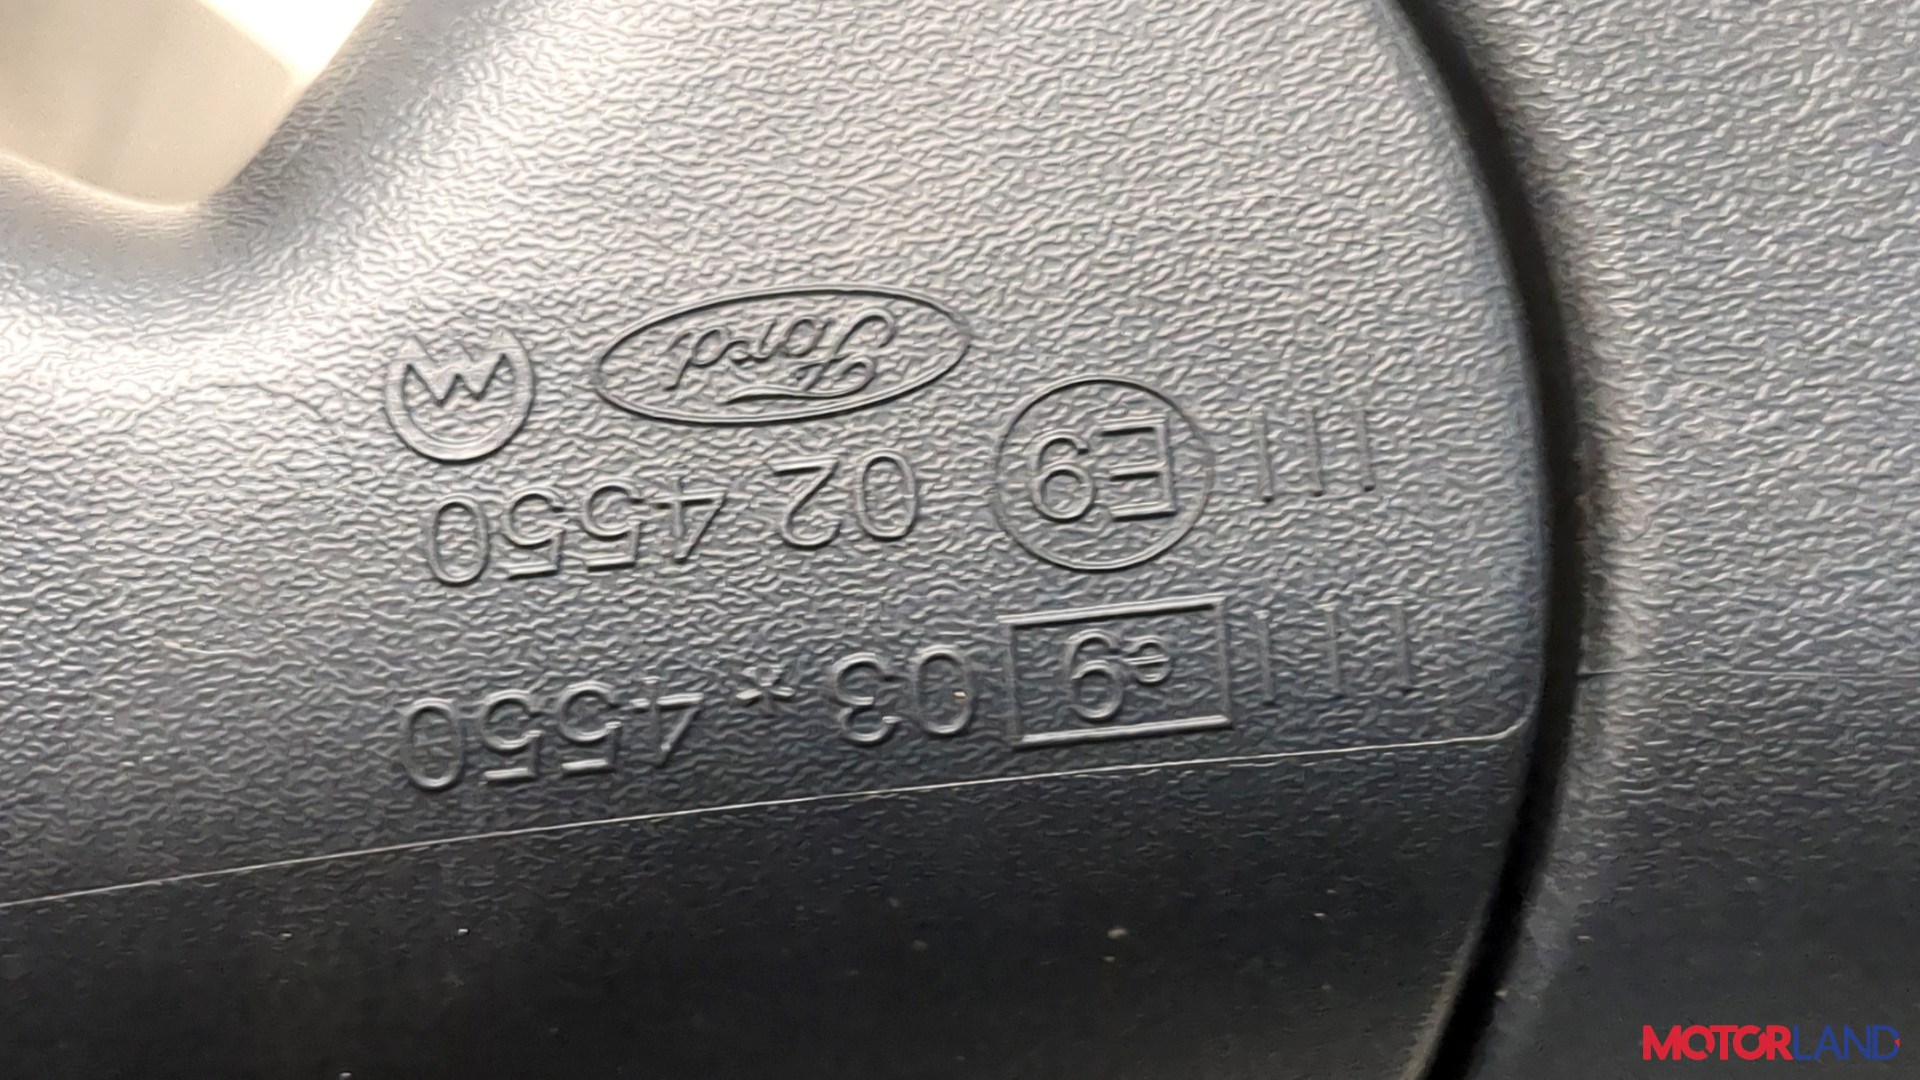 III e9 03 * 4550
III E9 02 4550
Ford
MOTORLAND